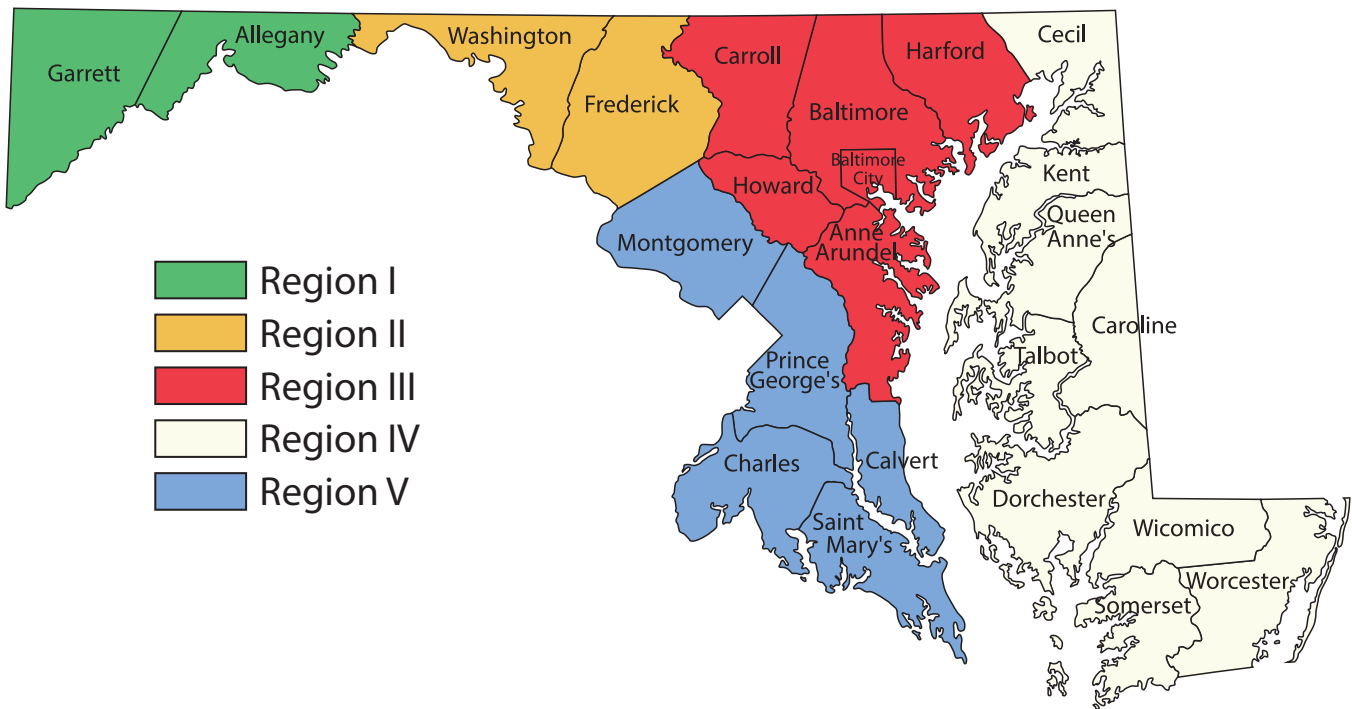 Garrett
Allegany
Washington
Frederick
Carroll
Harford
Cecil
Baltimore
Baltimore
City
Howard
Anne
Arundel
Montgomery
Prince
George's
Charles
Calvert
Saint
Mary's
Kent
Queen
Anne's
Caroline
Talbot
Dorchester
Wicomico
Worcester
Somerset
Region I
Region II
Region III
Region IV
Region V